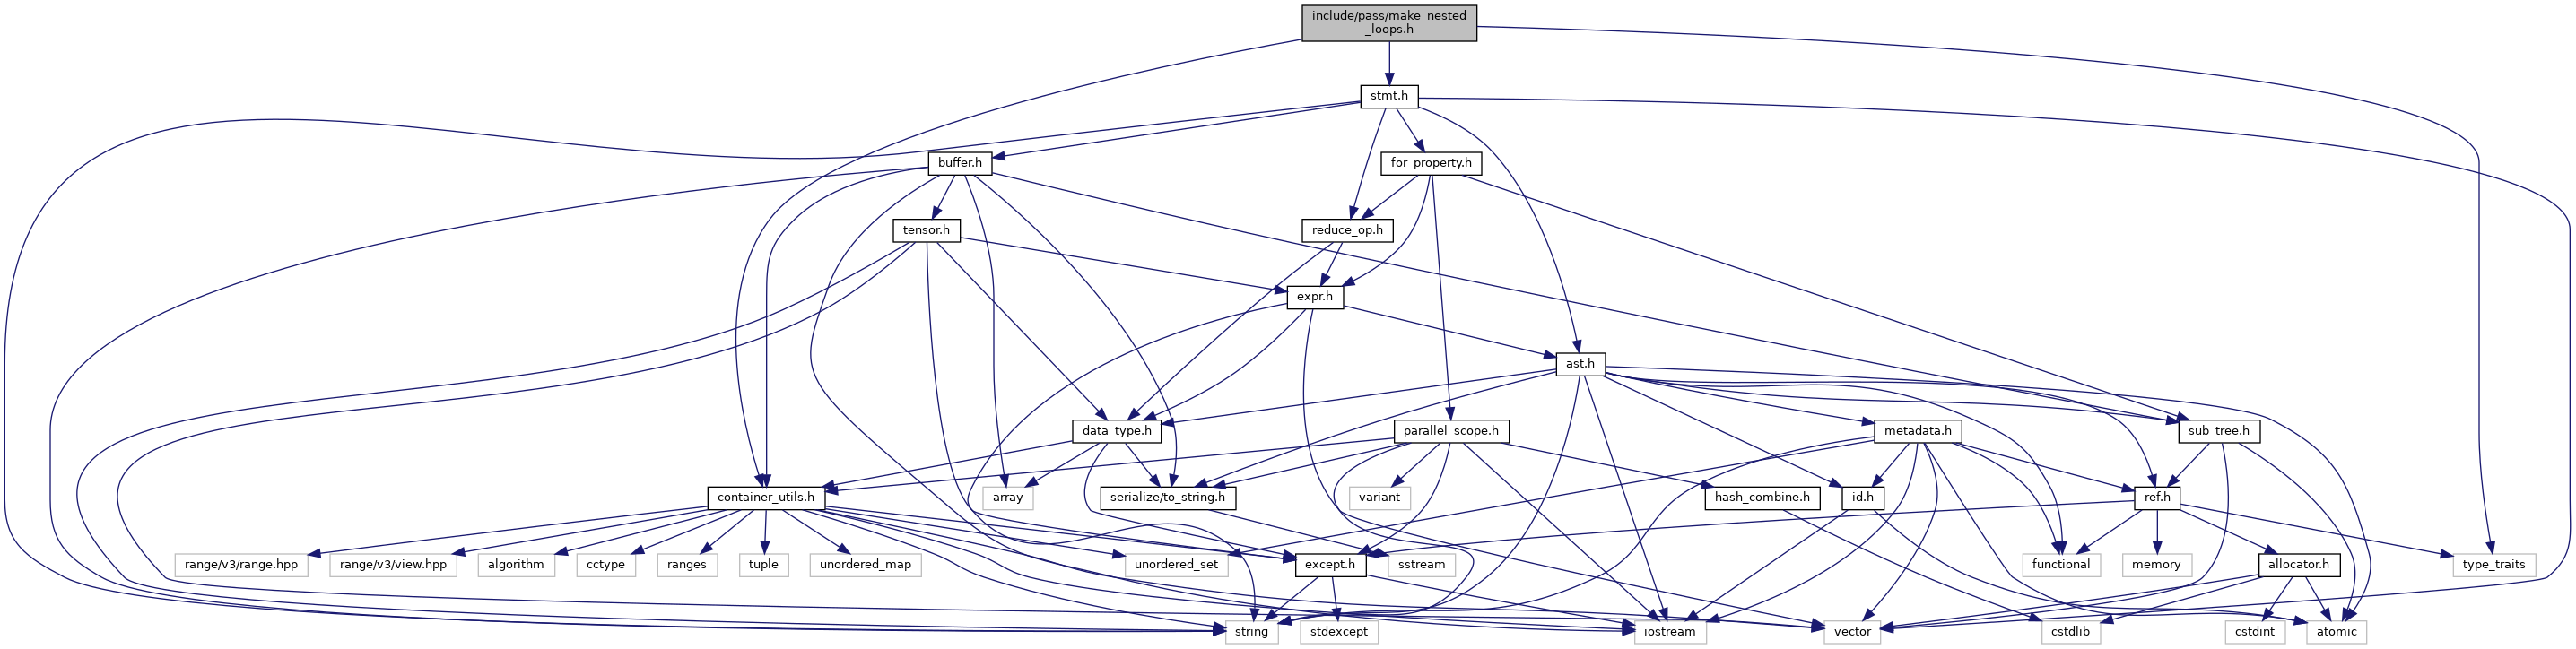 include/pass/make_nested
_loops.h
stmt.h
buffer.h
for_property.h
tensor.h
reduce_op.h
expr.h
ast.h
data_type.h
parallel_scope.h
metadata.h
sub_tree.h
container_utils.h
array
serialize/to_string.h
variant
hash_combine.h
id.h
ref.h
range/v3/range.hpp
range/v3/view.hpp
algorithm
cctype
ranges
tuple
unordered_map
unordered_set
except.h
sstream
functional
memory
allocator.h
type_traits
string
stdexcept
iostream
vector
cstdlib
cstdint
atomic